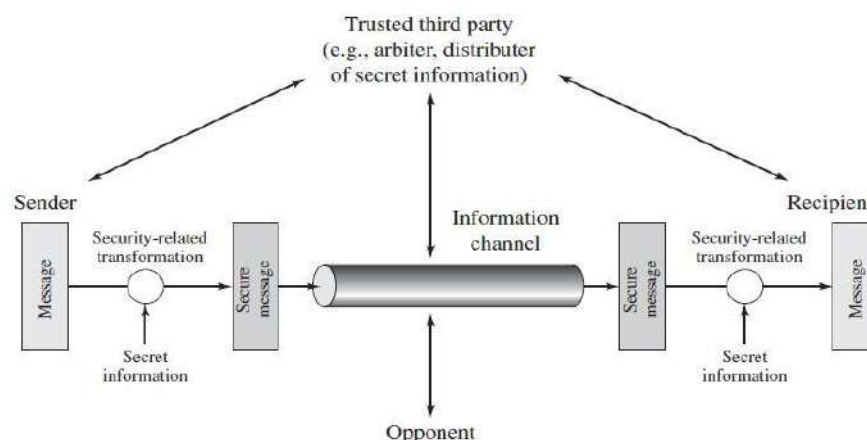 Trusted third party
(e.g., arbiter, distributer
of secret information)
Sender
Recipien
Information
channel
Security-related
transformation
Security-related
transformation
Message
Secure
message
Secure
message
Message
Secret
information
Secret
information
Opponent